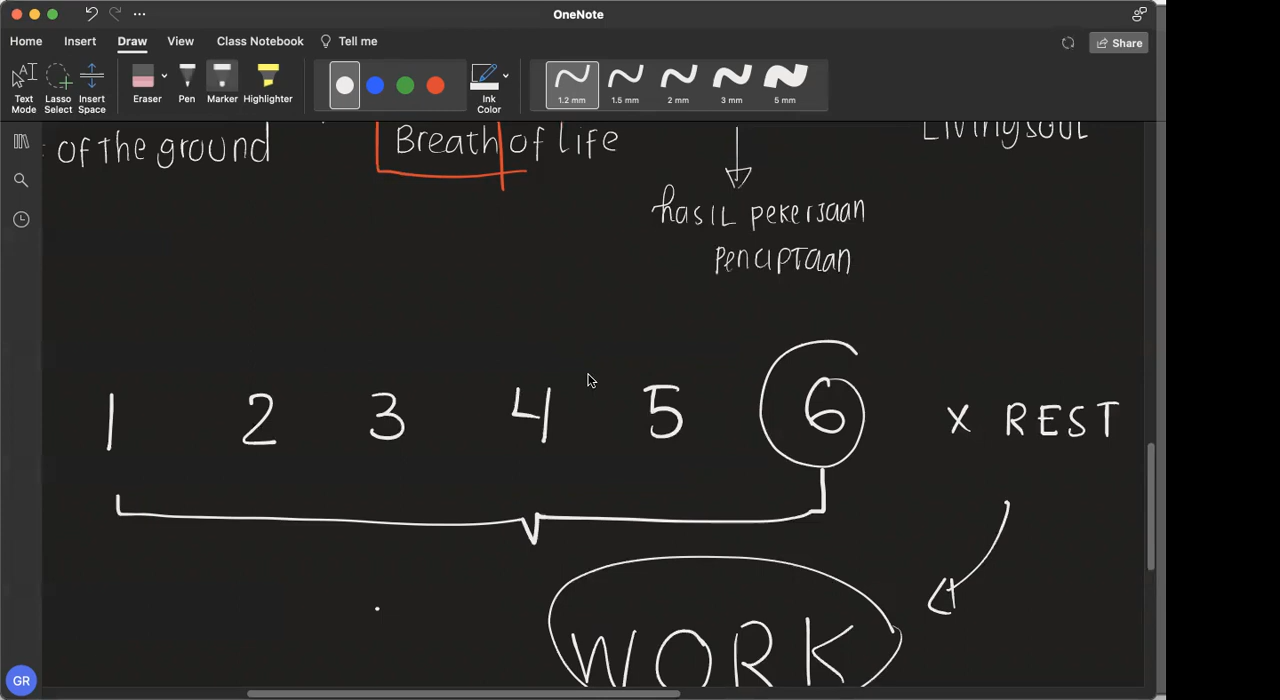 OneNote
Home Insert Draw View Class Notebook Tell me
Share
Text Mode
Lasso Select
Insert Space
Eraser
Pen
Marker
Highlighter
Ink Color
1.2 mm
1.5 mm
2 mm
3 mm
5 mm
of the ground
Breath of life
Living soul
hasil pekerjaan
penciptaan
1 2 3 4 5 6 X REST
WORK
GR